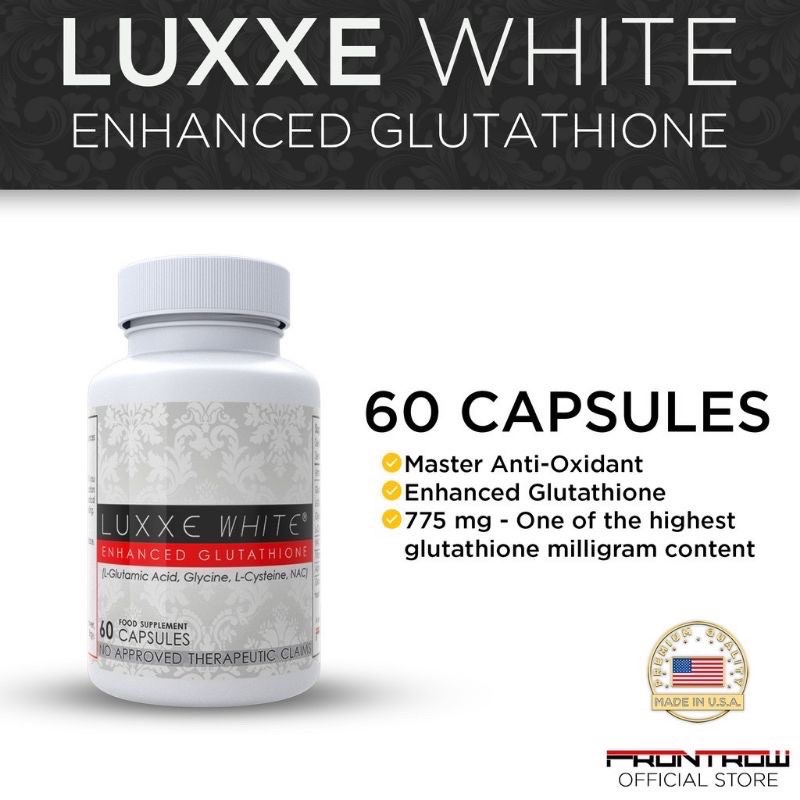 LUXXE WHITE
ENHANCED GLUTATHIONE
60 CAPSULES
Master Anti-Oxidant
Enhanced Glutathione
775 mg - One of the highest
glutathione milligram content
LUXXE WHITE®
ENHANCED GLUTATHIONE
(L-Glutamic Acid, Glycine, L-Cysteine, NAC)
60 FOOD SUPPLEMENT
CAPSULES
NO APPROVED THERAPEUTIC CLAIMS
PREMIUM QUALITY
MADE IN U.S.A.
FRONTROW
OFFICIAL STORE